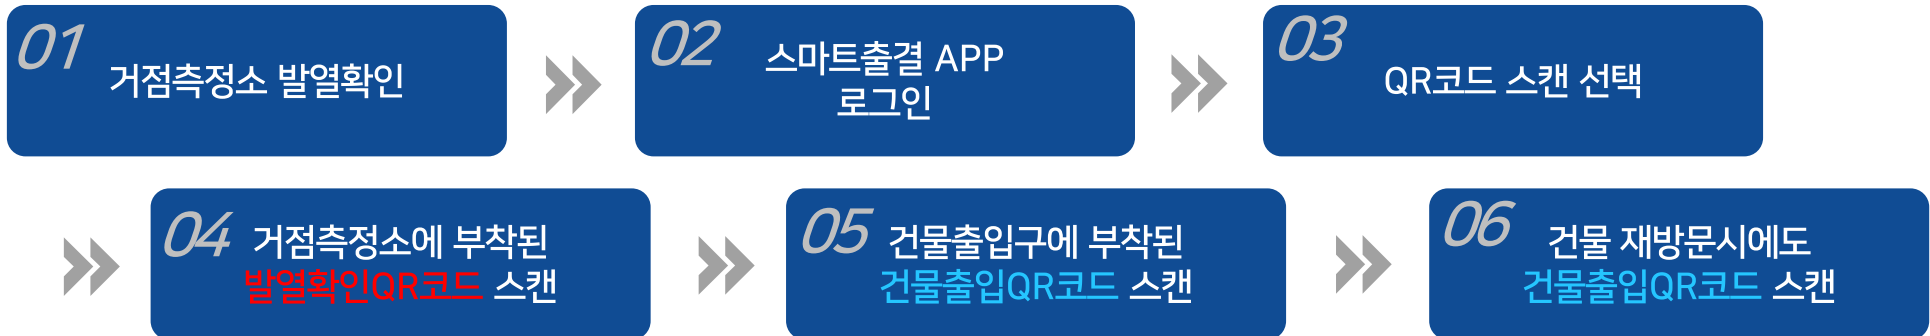 01
거점측정소 발열확인
02
스마트출결 APP
로그인
03
QR코드 스캔 선택
04
거점측정소에 부착된
발열확인QR코드 스캔
05
건물출입구에 부착된
건물출입QR코드 스캔
06
건물 재방문시에도
건물출입QR코드 스캔